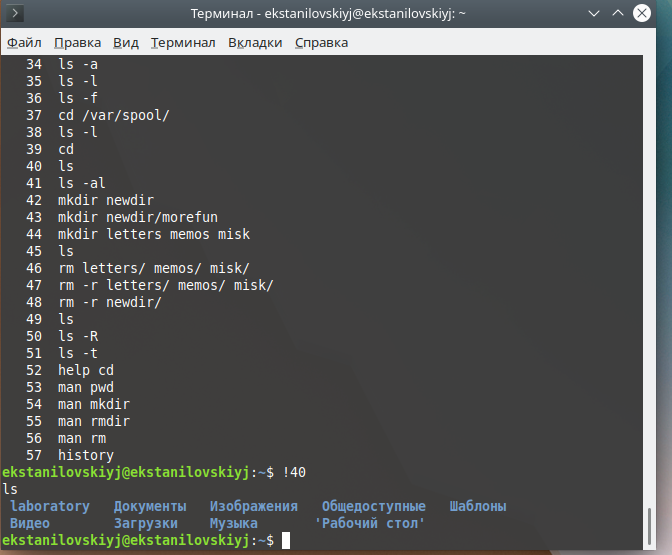 Терминал - ekstanilovskiyj@ekstanilovskiyj: ~
Файл Правка Вид Терминал Вкладки Справка
34 ls -a
35 ls -l
36 ls -f
37 cd /var/spool/
38 ls -l
39 cd
40 ls
41 ls -al
42 mkdir newdir
43 mkdir newdir/morefun
44 mkdir letters memos misk
45 ls
46 rm letters/ memos/ misk/
47 rm -r letters/ memos/ misk/
48 rm -r newdir/
49 ls
50 ls -R
51 ls -t
52 help cd
53 man pwd
54 man mkdir
55 man rmdir
56 man rm
57 history
ekstanilovskiyj@ekstanilovskiyj:~$ !40
ls
laboratory Документы Изображения Общедоступные Шаблоны
Видео Загрузки Музыка 'Рабочий стол'
ekstanilovskiyj@ekstanilovskiyj:~$